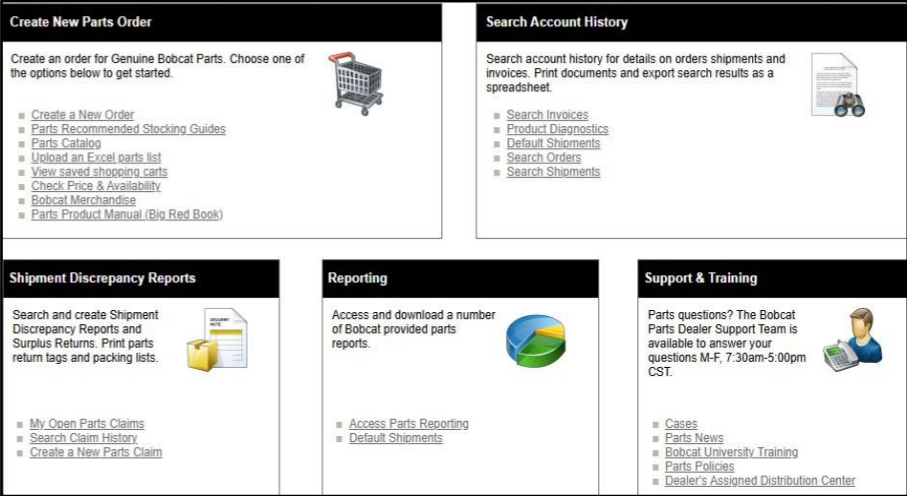 Create New Parts Order
Create an order for Genuine Bobcat Parts. Choose one of
the options below to get started.
Create a New Order
Parts Recommended Stocking Guides
Parts Catalog
Upload an Excel parts list
View saved shopping carts
Check Price & Availability
Bobcat Merchandise
Parts Product Manual (Big Red Book)
Search Account History
Search account history for details on orders shipments and
invoices. Print documents and export search results as a
spreadsheet.
Search Invoices
Product Diagnostics
Default Shipments
Search Orders
Search Shipments
Shipment Discrepancy Reports
Search and create Shipment
Discrepancy Reports and
Surplus Returns. Print parts
return tags and packing lists.
My Open Parts Claims
Search Claim History
Create a New Parts Claim
Reporting
Access and download a number
of Bobcat provided parts
reports.
Access Parts Reporting
Default Shipments
Support & Training
Parts questions? The Bobcat
Parts Dealer Support Team is
available to answer your
questions M-F, 7:30am-5:00pm
CST.
Cases
Parts News
Bobcat University Training
Parts Policies
Dealer's Assigned Distribution Center